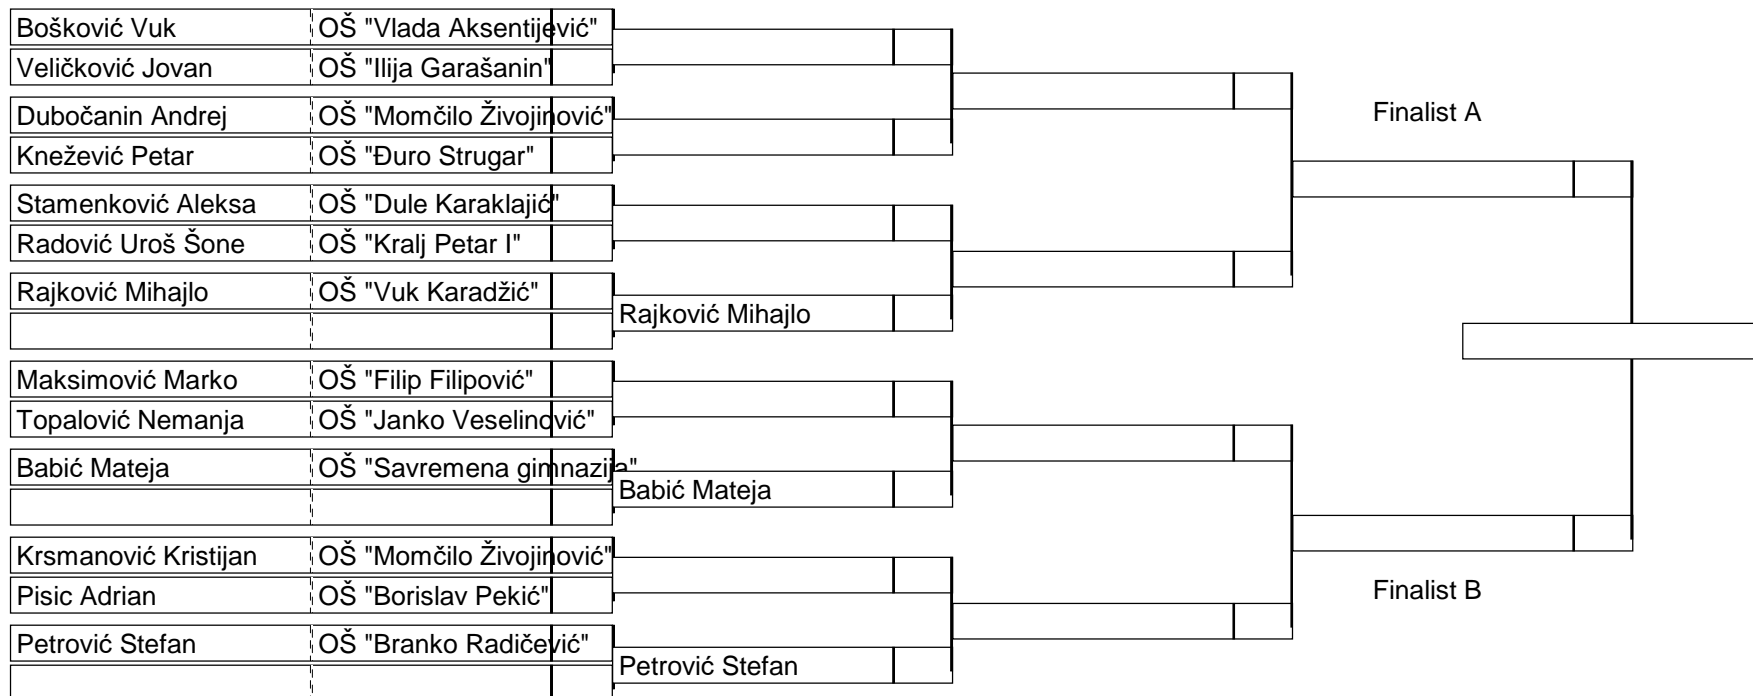 Bošković Vuk OŠ "Vlada Aksentijević"
Veličković Jovan OŠ "Ilija Garašanin"
Dubočanin Andrej OŠ "Momčilo Živojinović"
Finalist A
Knežević Petar OŠ "Đuro Strugar"
Stamenković Aleksa OŠ "Dule Karaklajić"
Radović Uroš Šone OŠ "Kralj Petar I"
Rajković Mihajlo OŠ "Vuk Karadžić"
Rajković Mihajlo
Maksimović Marko OŠ "Filip Filipović"
Topalović Nemanja OŠ "Janko Veselinović"
Babić Mateja OŠ "Savremena gimnazija"
Babić Mateja
Krsmanović Kristijan OŠ "Momčilo Živojinović"
Pisic Adrian OŠ "Borislav Pekić"
Finalist B
Petrović Stefan OŠ "Branko Radičević"
Petrović Stefan